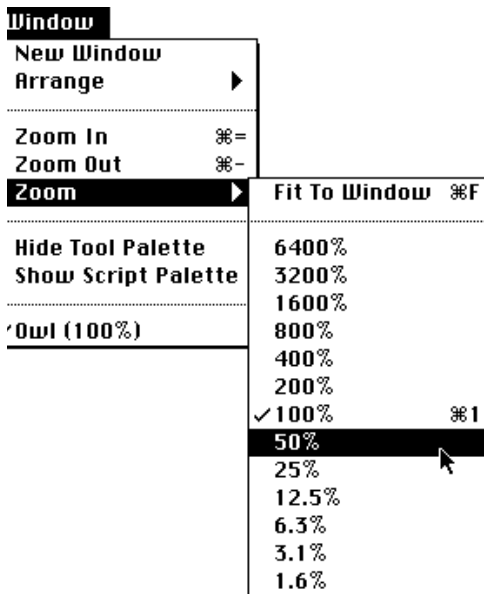 Window
New Window
Arrange
Zoom In ⌘=
Zoom Out ⌘-
Zoom
Hide Tool Palette
Show Script Palette
✓Owl (100%)
Fit To Window ⌘F
6400%
3200%
1600%
800%
400%
200%
✓100% ⌘1
50%
25%
12.5%
6.3%
3.1%
1.6%